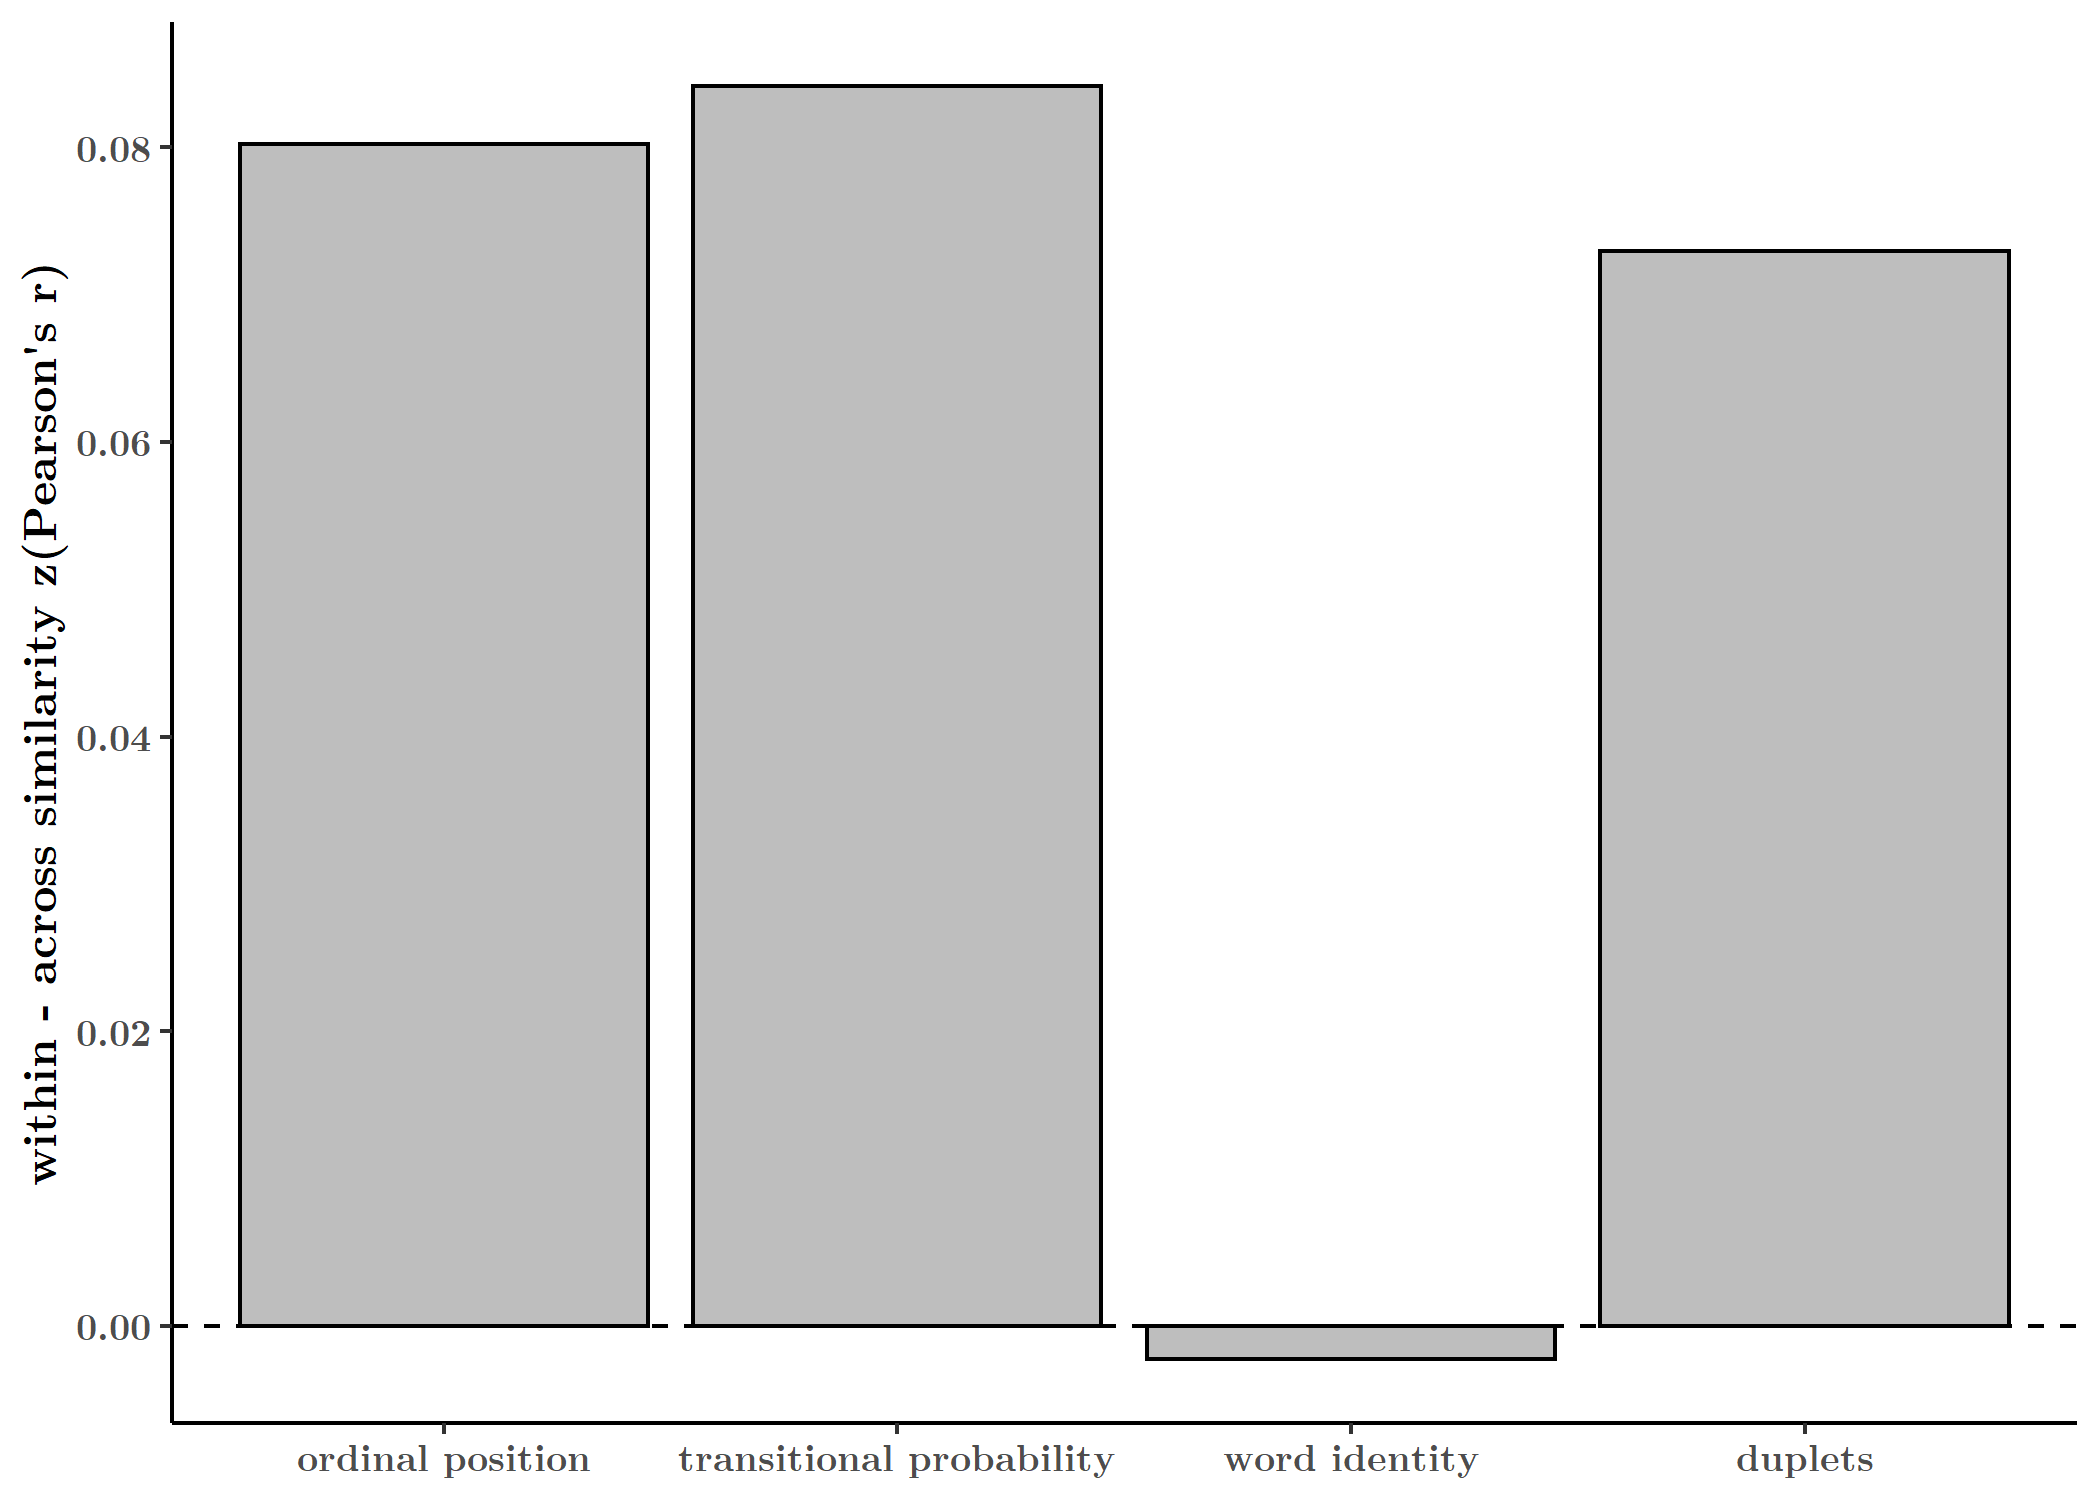 within - across similarity z(Pearson's r)
0.08
0.06
0.04
0.02
0.00
ordinal position
transitional probability
word identity
duplets